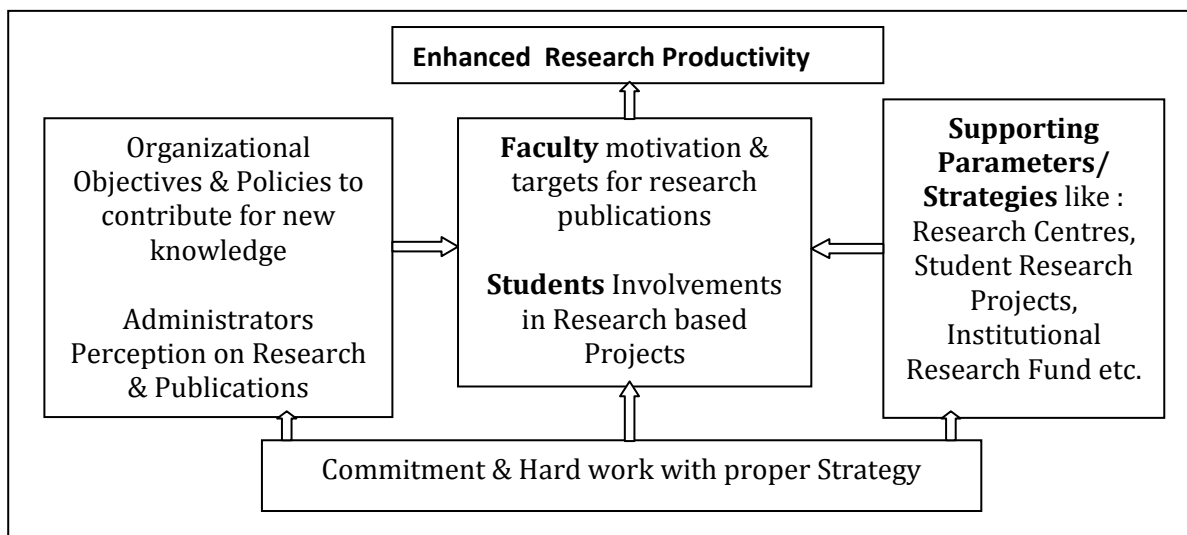 Enhanced  Research Productivity
Organizational
Objectives & Policies to
contribute for new
knowledge
Administrators
Perception on Research
& Publications
Faculty motivation &
targets for research
publications
Students Involvements
in Research based
Projects
Supporting
Parameters/
Strategies like :
Research Centres,
Student Research
Projects,
Institutional
Research Fund etc.
Commitment & Hard work with proper Strategy